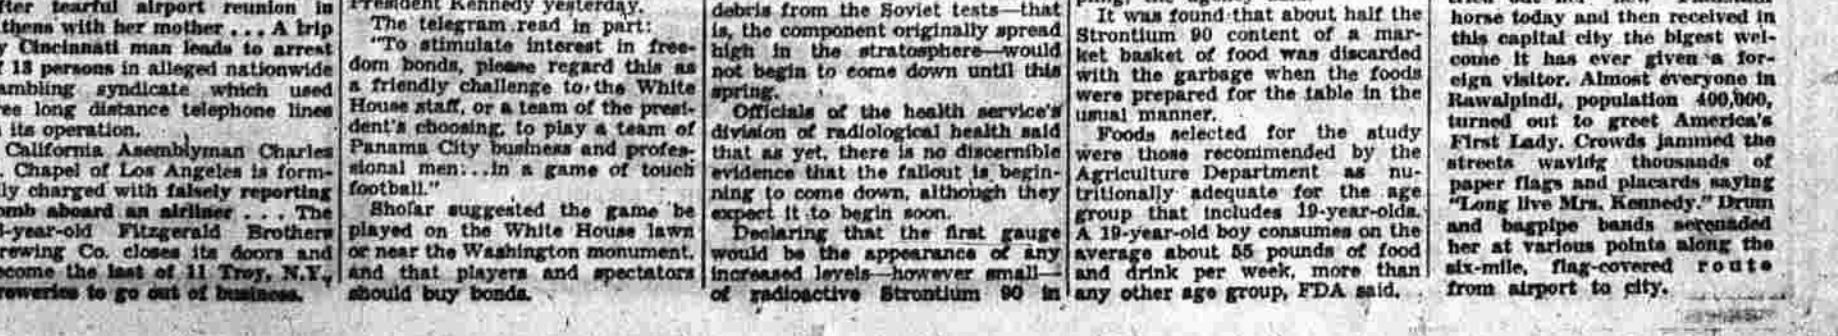 fter tearful airport reunion in
thens with her mother . . . A trip
y Cincinnati man leads to arrest
f 13 persons in alleged nationwide
ambling syndicate which used
ree long distance telephone lines
its operation.
California Asemblyman Charles
. Chapel of Los Angeles is form-
ly charged with falsely reporting
omb aboard an airliner . . . The
-year-old Fitzgerald Brothers
rewing Co. closes its doors and
ecome the last of 11 Troy, N.Y.,
reweries to go out of business.
President Kennedy yesterday.
The telegram read in part:
"To stimulate interest in free-
dom bonds, please regard this as
a friendly challenge to the White
House staff, or a team of the presi-
dent's choosing, to play a team of
Panama City business and profes-
sional men...in a game of touch
football."
Shofar suggested the game be
played on the White House lawn
or near the Washington monument,
and that players and spectators
should buy bonds.
debris from the Soviet tests—that
is, the component originally spread
high in the stratosphere—would
not begin to come down until this
spring.
Officials of the health service's
division of radiological health said
that as yet, there is no discernible
evidence that the fallout is begin-
ning to come down, although they
expect it to begin soon.
Declaring that the first gauge
would be the appearance of any
increased levels—however small—
of radioactive Strontium 90 in
It was found that about half the
Strontium 90 content of a mar-
ket basket of food was discarded
with the garbage when the foods
were prepared for the table in the
usual manner.
Foods selected for the study
were those recommended by the
Agriculture Department as nu-
tritionally adequate for the age
group that includes 19-year-olds.
A 19-year-old boy consumes on the
average about 55 pounds of food
and drink per week, more than
any other age group, FDA said.
horse today and then received in
this capital city the bigest wel-
come it has ever given a for-
eign visitor. Almost everyone in
Rawalpindi, population 400,000,
turned out to greet America's
First Lady. Crowds jammed the
streets waving thousands of
paper flags and placards saying
"Long live Mrs. Kennedy." Drum
and bagpipe bands serenaded
her at various points along the
six-mile, flag-covered route
from airport to city.